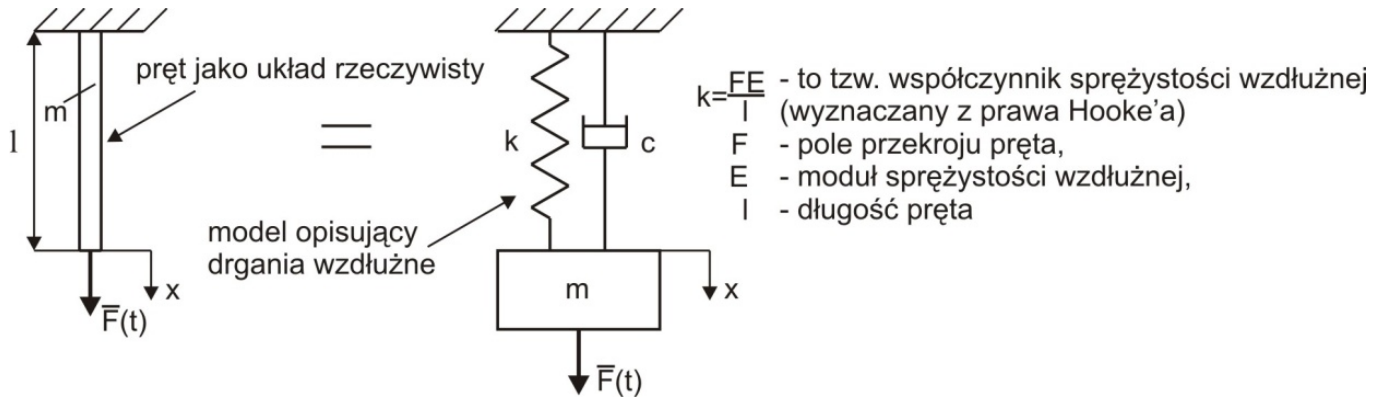 pręt jako układ rzeczywisty
m
l
x
F̅(t)
=
model opisujący
drgania wzdłużne
k
c
m
x
F̅(t)
k=FE/l - to tzw. współczynnik sprężystości wzdłużnej
(wyznaczany z prawa Hooke'a)
F - pole przekroju pręta,
E - moduł sprężystości wzdłużnej,
l - długość pręta